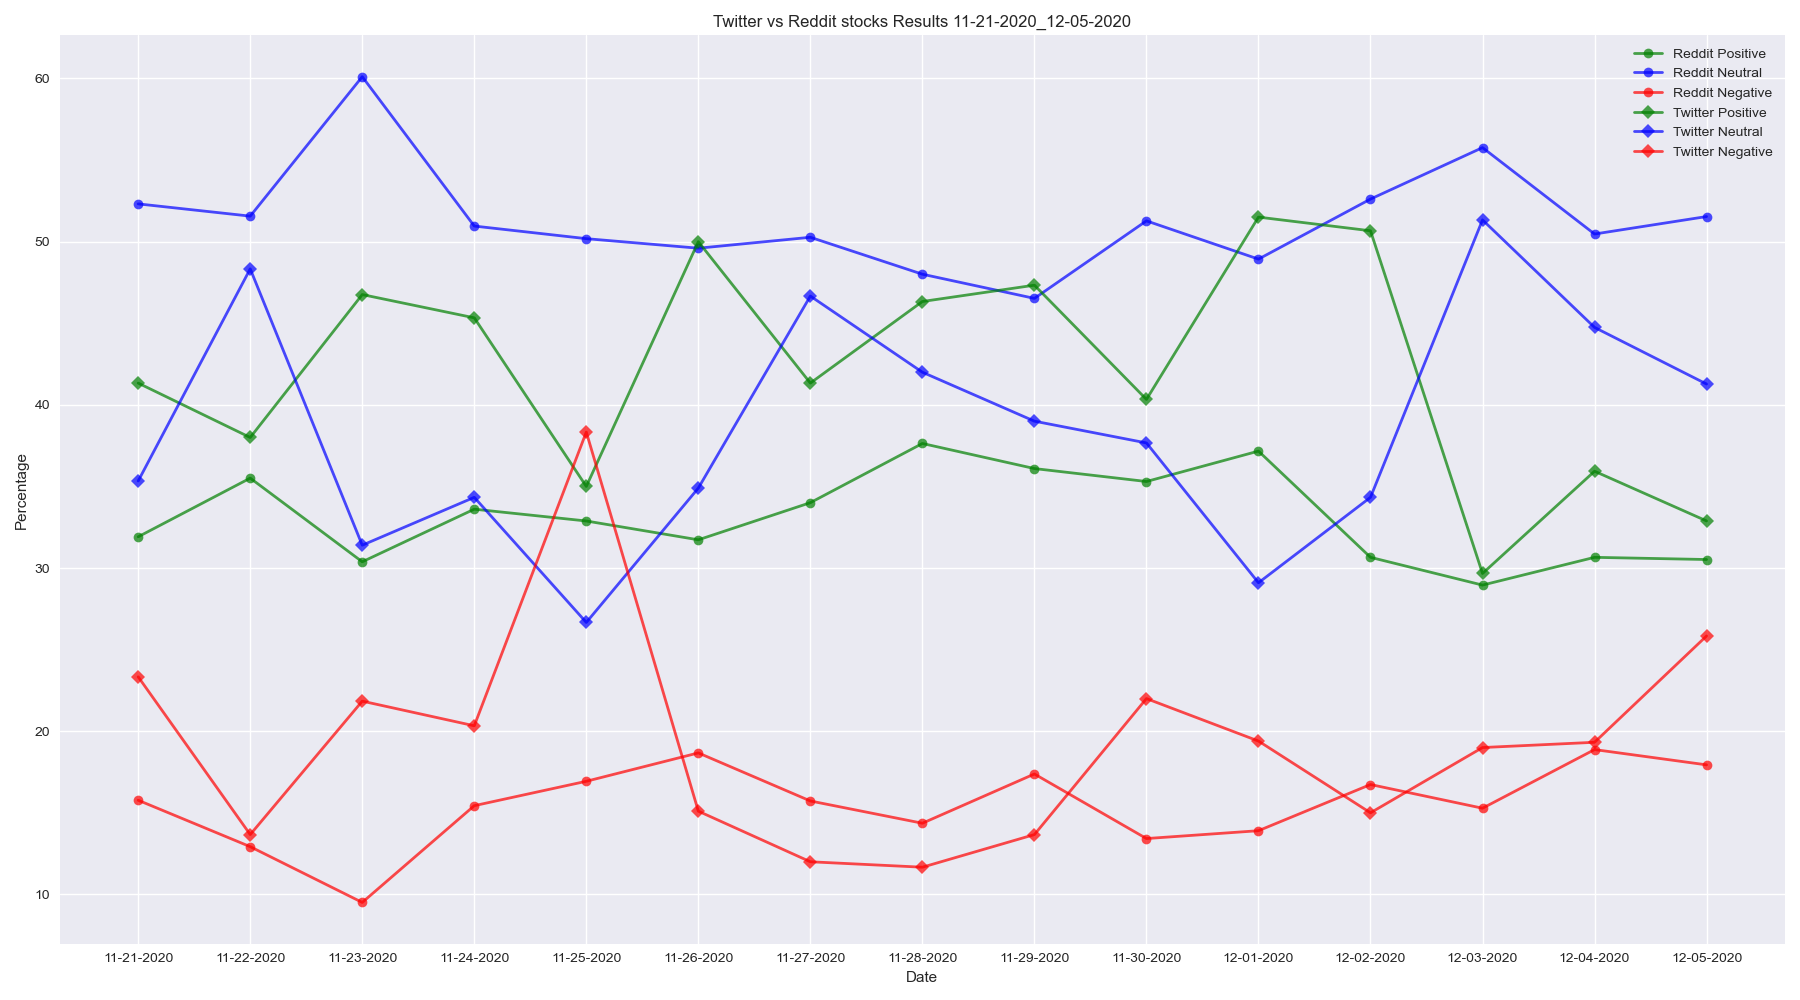 Twitter vs Reddit stocks Results 11-21-2020_12-05-2020
Reddit Positive
Reddit Neutral
Reddit Negative
Twitter Positive
Twitter Neutral
Twitter Negative
60
50
40
30
20
10
Percentage
11-21-2020 11-22-2020 11-23-2020 11-24-2020 11-25-2020 11-26-2020 11-27-2020 11-28-2020 11-29-2020 11-30-2020 12-01-2020 12-02-2020 12-03-2020 12-04-2020 12-05-2020
Date